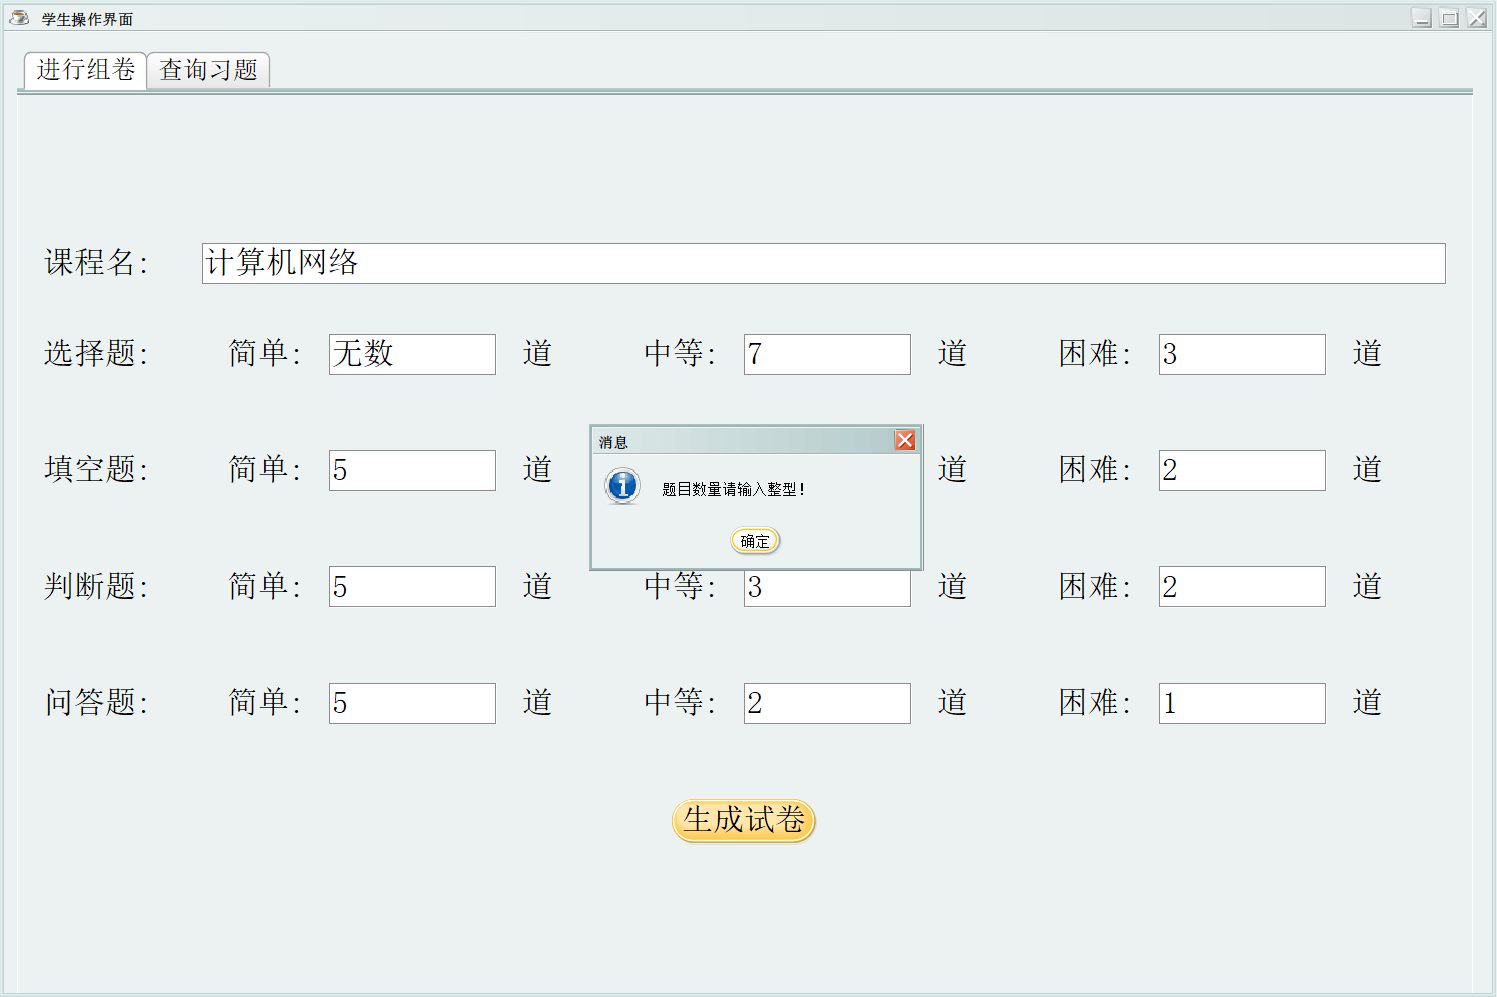 学生操作界面
进行组卷 查询习题
课程名: 计算机网络
选择题: 简单: 无数 道 中等: 7 道 困难: 3 道
填空题: 简单: 5 道 道 困难: 2 道
消息
题目数量请输入整型!
确定
判断题: 简单: 5 道 中等: 3 道 困难: 2 道
问答题: 简单: 5 道 中等: 2 道 困难: 1 道
生成试卷